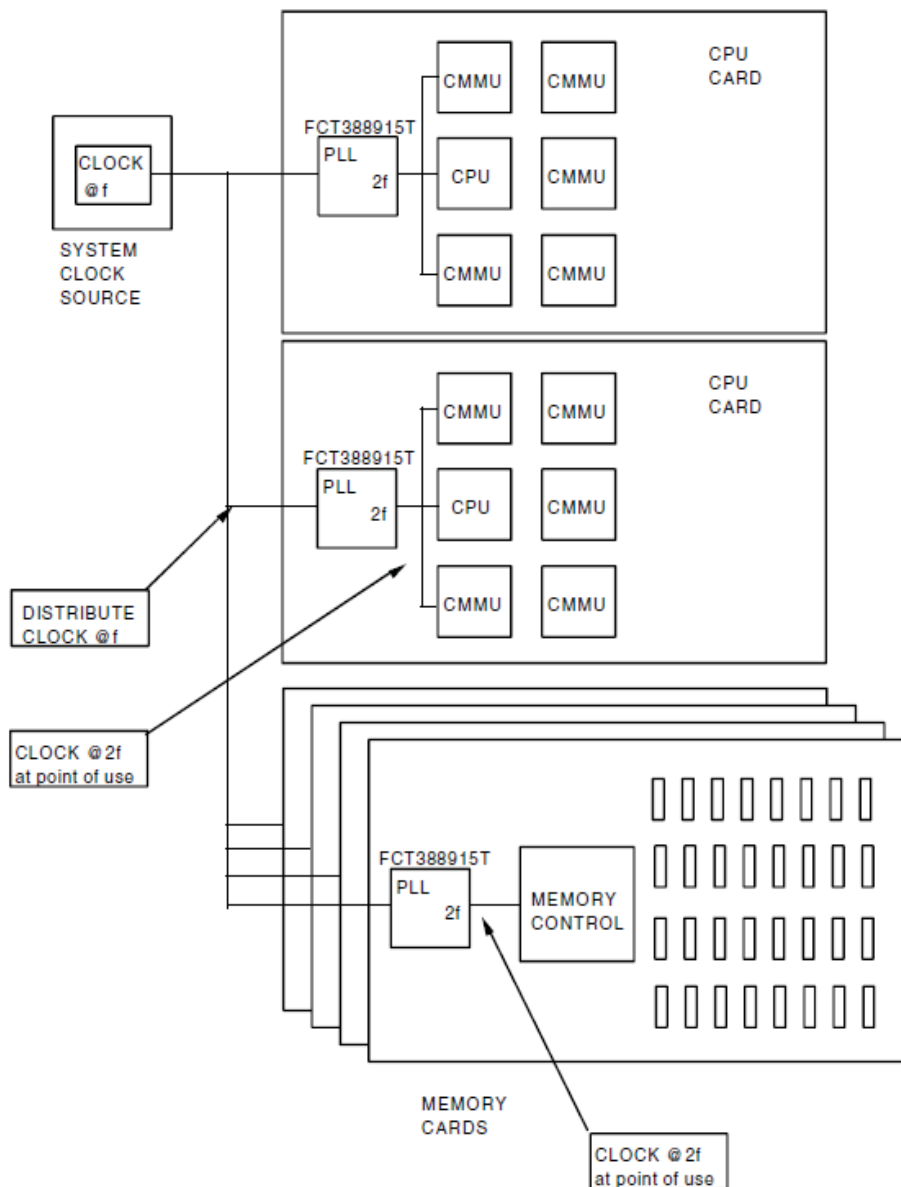 CPU
CARD
CMMU
CMMU
FCT388915T
PLL
2f
CLOCK
@f
CPU
CMMU
SYSTEM
CLOCK
SOURCE
CMMU
CMMU
CPU
CARD
CMMU
CMMU
FCT388915T
PLL
2f
CPU
CMMU
CMMU
CMMU
DISTRIBUTE
CLOCK @f
CLOCK @2f
at point of use
FCT388915T
PLL
2f
MEMORY
CONTROL
MEMORY
CARDS
CLOCK @2f
at point of use